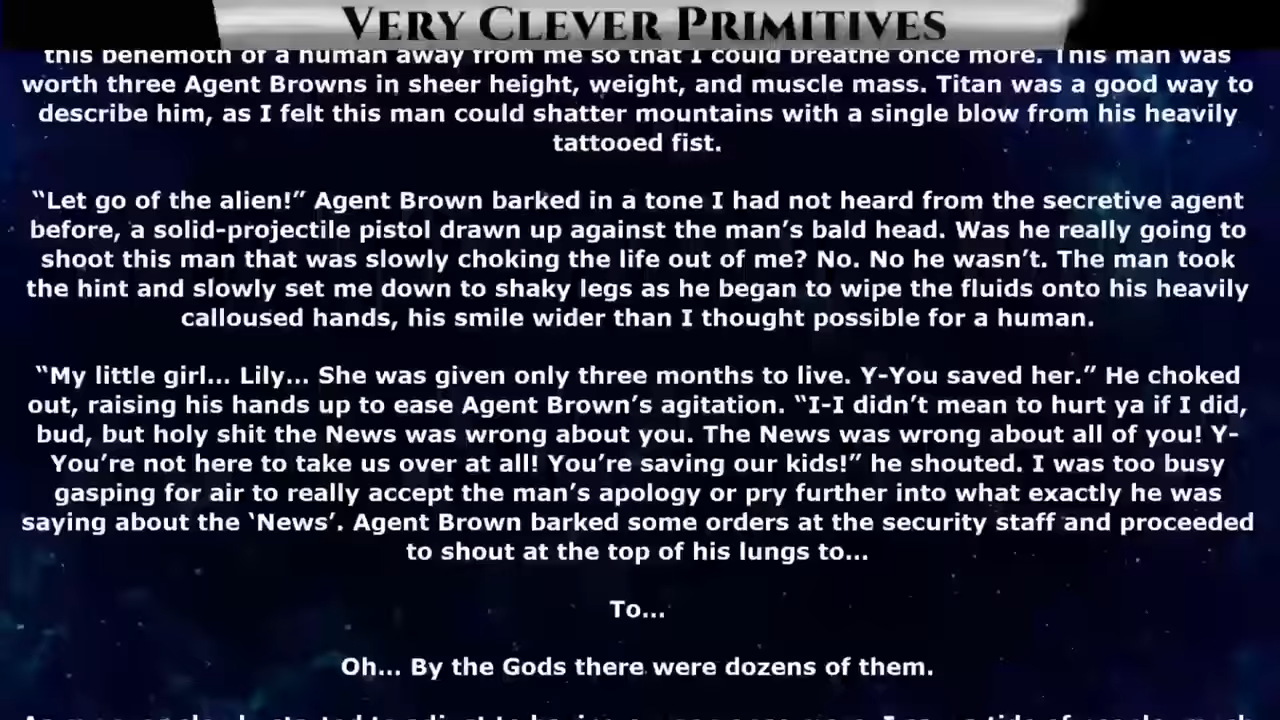 VERY CLEVER PRIMITIVES
this behemoth of a human away from me so that I could breathe once more. This man was
worth three Agent Browns in sheer height, weight, and muscle mass. Titan was a good way to
describe him, as I felt this man could shatter mountains with a single blow from his heavily
tattooed fist.
“Let go of the alien!” Agent Brown barked in a tone I had not heard from the secretive agent
before, a solid-projectile pistol drawn up against the man’s bald head. Was he really going to
shoot this man that was slowly choking the life out of me? No. No he wasn’t. The man took
the hint and slowly set me down to shaky legs as he began to wipe the fluids onto his heavily
calloused hands, his smile wider than I thought possible for a human.
“My little girl... Lily... She was given only three months to live. Y-You saved her.” He choked
out, raising his hands up to ease Agent Brown’s agitation. “I-I didn’t mean to hurt ya if I did,
bud, but holy shit the News was wrong about you. The News was wrong about all of you! Y-
You’re not here to take us over at all! You’re saving our kids!” he shouted. I was too busy
gasping for air to really accept the man’s apology or pry further into what exactly he was
saying about the ‘News’. Agent Brown barked some orders at the security staff and proceeded
to shout at the top of his lungs to...
To...
Oh... By the Gods there were dozens of them.